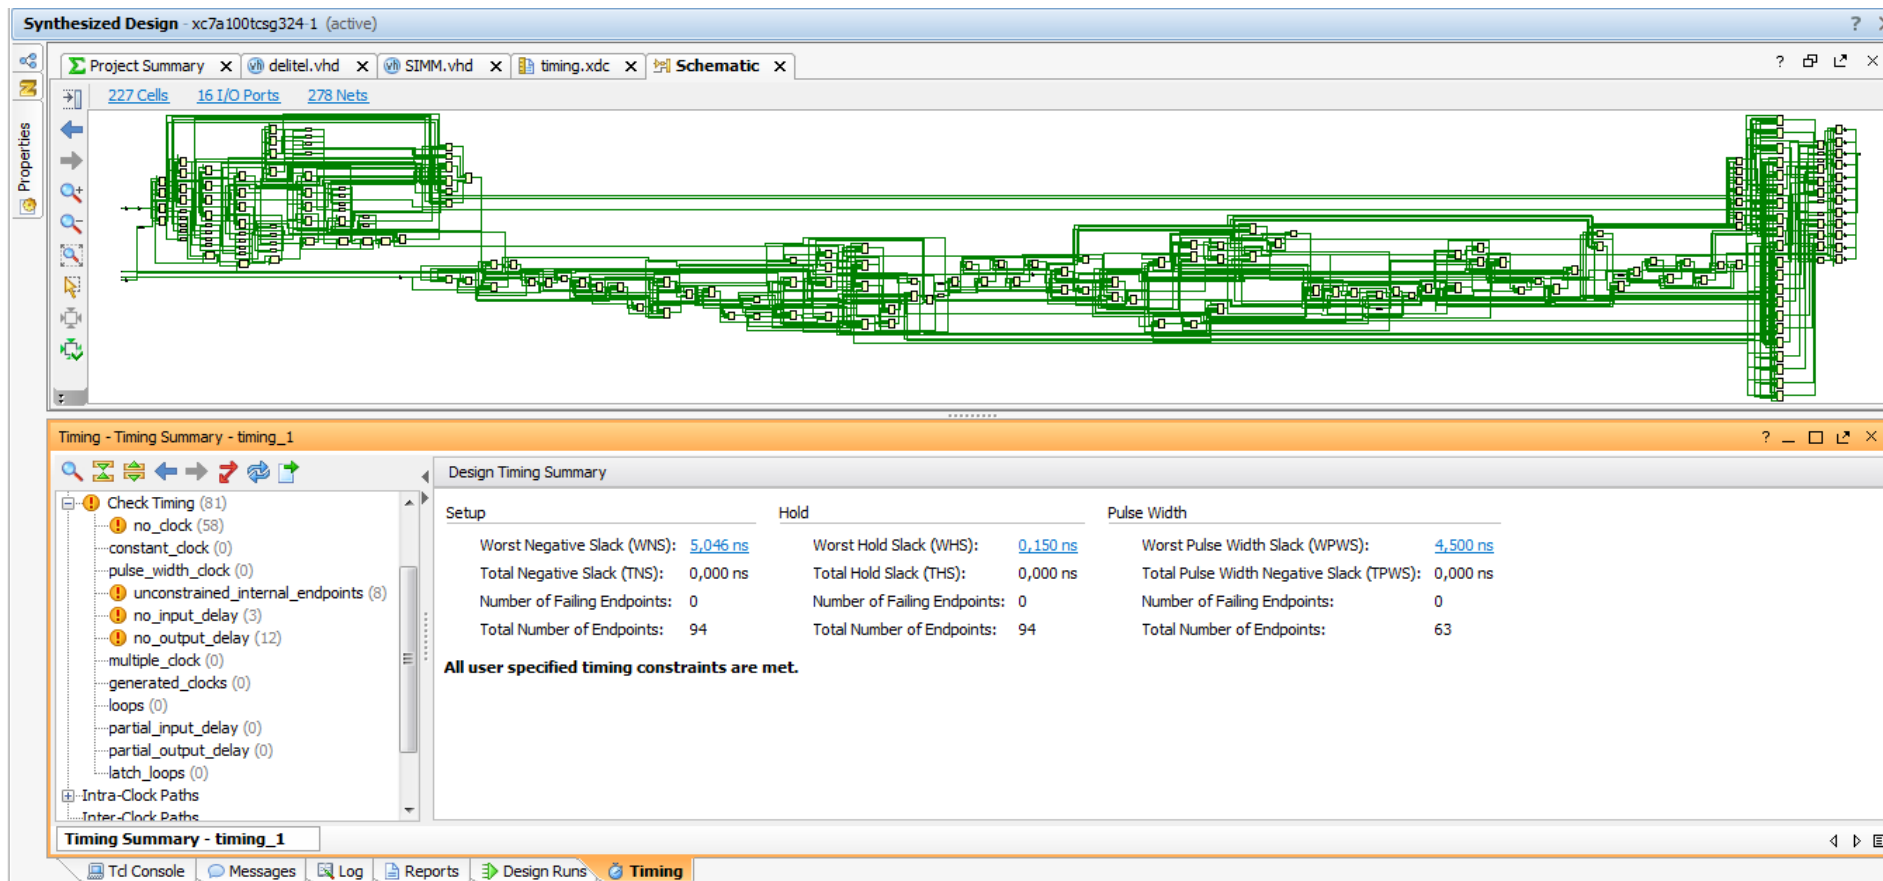 Synthesized Design - xc7a100tcsg324-1 (active)
?
Properties
Project Summary
delitel.vhd
SIMM.vhd
timing.xdc
Schematic
?
227 Cells 16 I/O Ports 278 Nets
Timing - Timing Summary - timing_1
?
Check Timing (81)
no_clock (58)
constant_clock (0)
pulse_width_clock (0)
unconstrained_internal_endpoints (8)
no_input_delay (3)
no_output_delay (12)
multiple_clock (0)
generated_clocks (0)
loops (0)
partial_input_delay (0)
partial_output_delay (0)
latch_loops (0)
Intra-Clock Paths
Inter-Clock Paths
Design Timing Summary
Setup
Worst Negative Slack (WNS): 5,046 ns
Total Negative Slack (TNS): 0,000 ns
Number of Failing Endpoints: 0
Total Number of Endpoints: 94
Hold
Worst Hold Slack (WHS): 0,150 ns
Total Hold Slack (THS): 0,000 ns
Number of Failing Endpoints: 0
Total Number of Endpoints: 94
Pulse Width
Worst Pulse Width Slack (WPWS): 4,500 ns
Total Pulse Width Negative Slack (TPWS): 0,000 ns
Number of Failing Endpoints: 0
Total Number of Endpoints: 63
All user specified timing constraints are met.
Timing Summary - timing_1
Tcl Console
Messages
Log
Reports
Design Runs
Timing